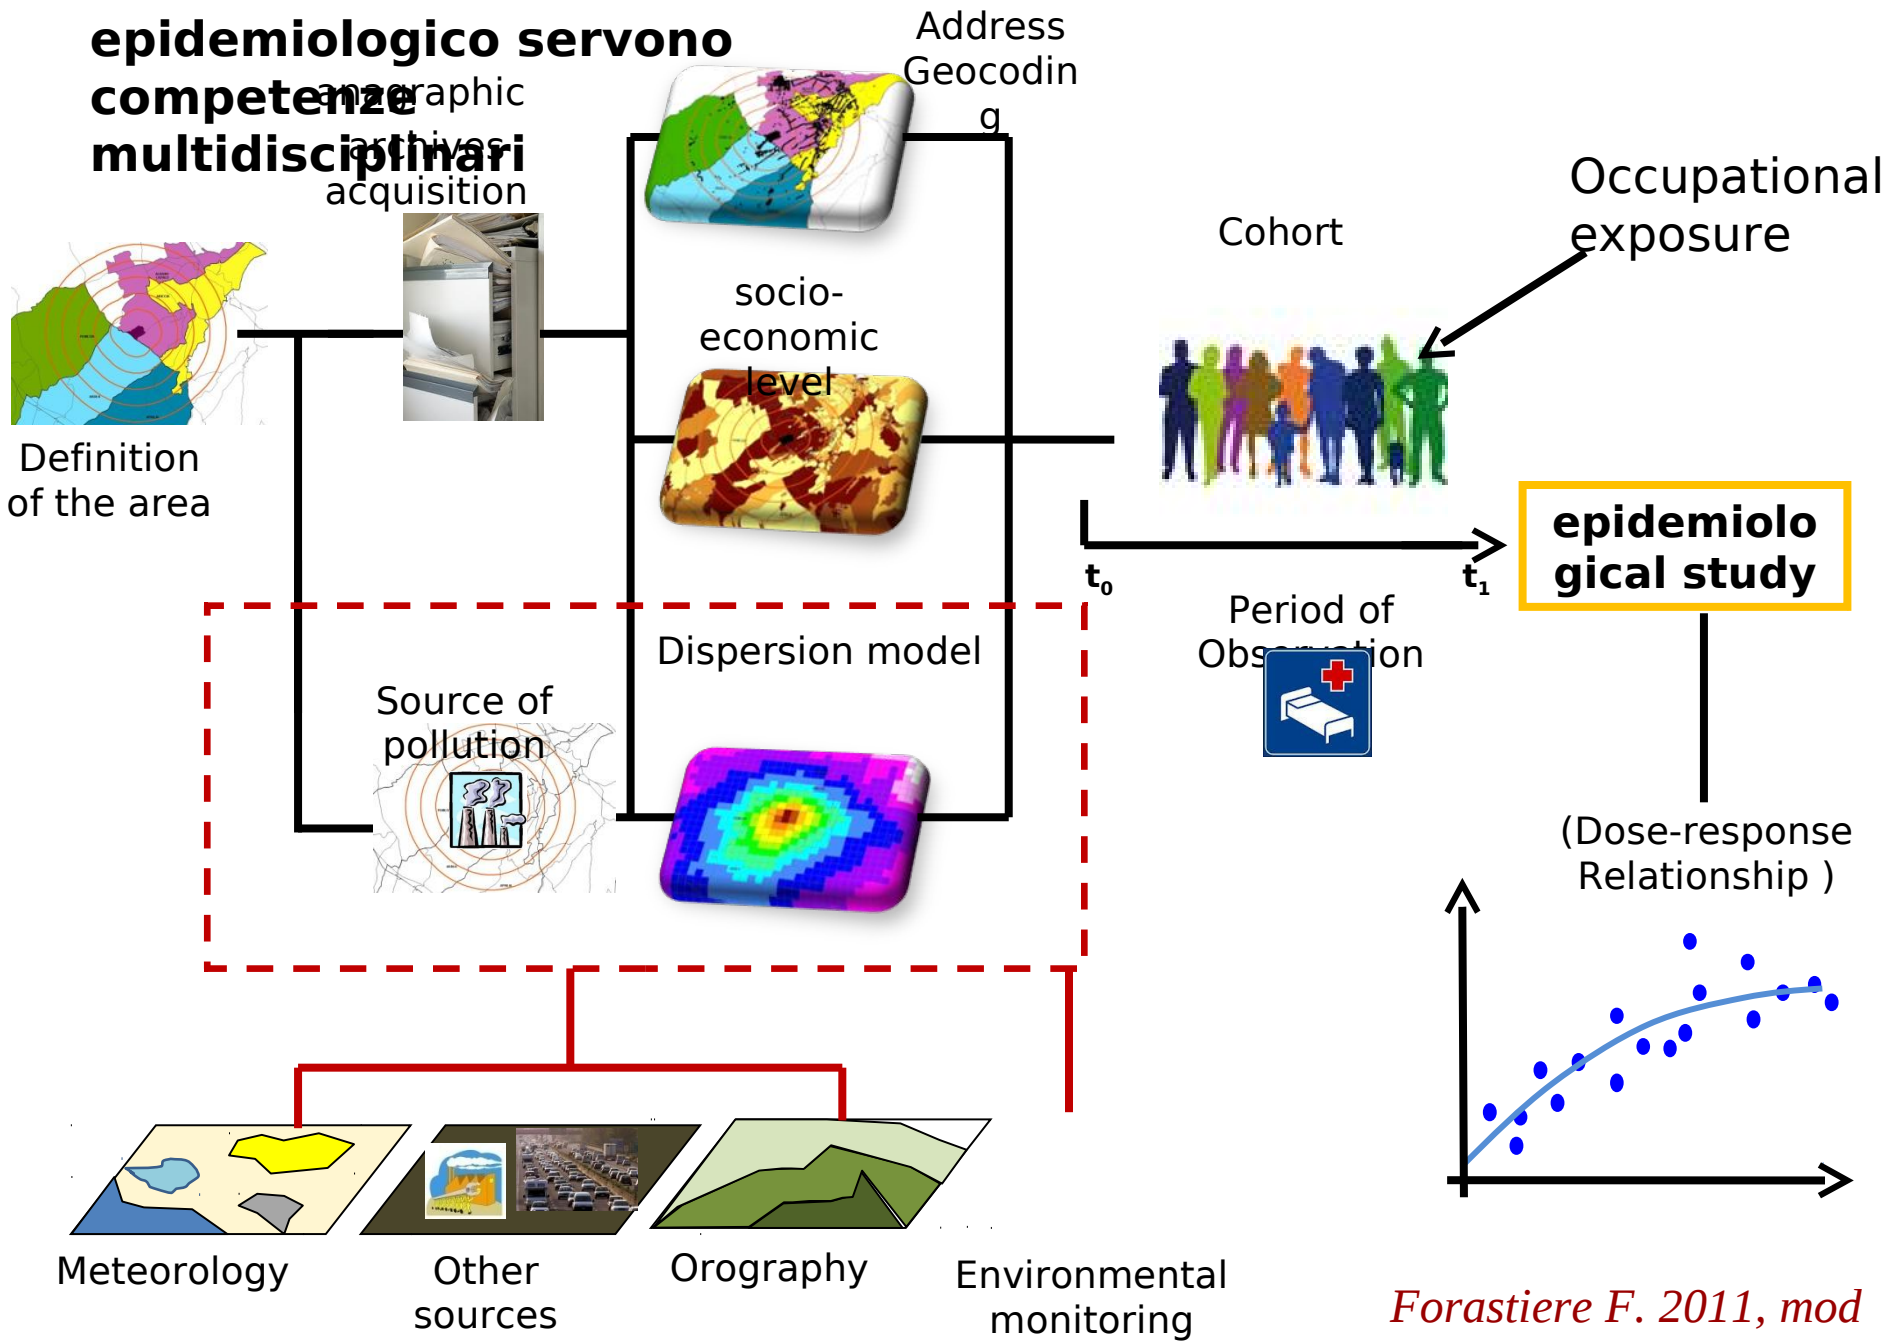 epidemiologico servono
competenze
multidisciplinari
anagraphic
archives
acquisition
Address
Geocodin
g
Occupational
exposure
Cohort
socio-
economic
level
Definition
of the area
epidemiolo
gical study
t0
t1
Period of
Observation
Dispersion model
Source of
pollution
(Dose-response
Relationship )
Meteorology
Other
sources
Orography
Environmental
monitoring
Forastiere F. 2011, mod